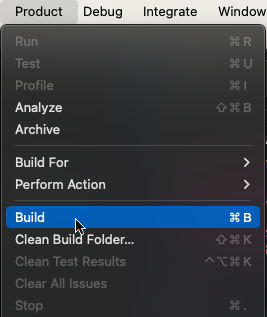 Product Debug Integrate Window
Run ⌘ R
Test ⌘ U
Profile ⌘ I
Analyze ⇧ ⌘ B
Archive
Build For >
Perform Action >
Build ⌘ B
Clean Build Folder... ⇧ ⌘ K
Clean Test Results ^ ⌥ ⌘ K
Clear All Issues
Stop ⌘ .